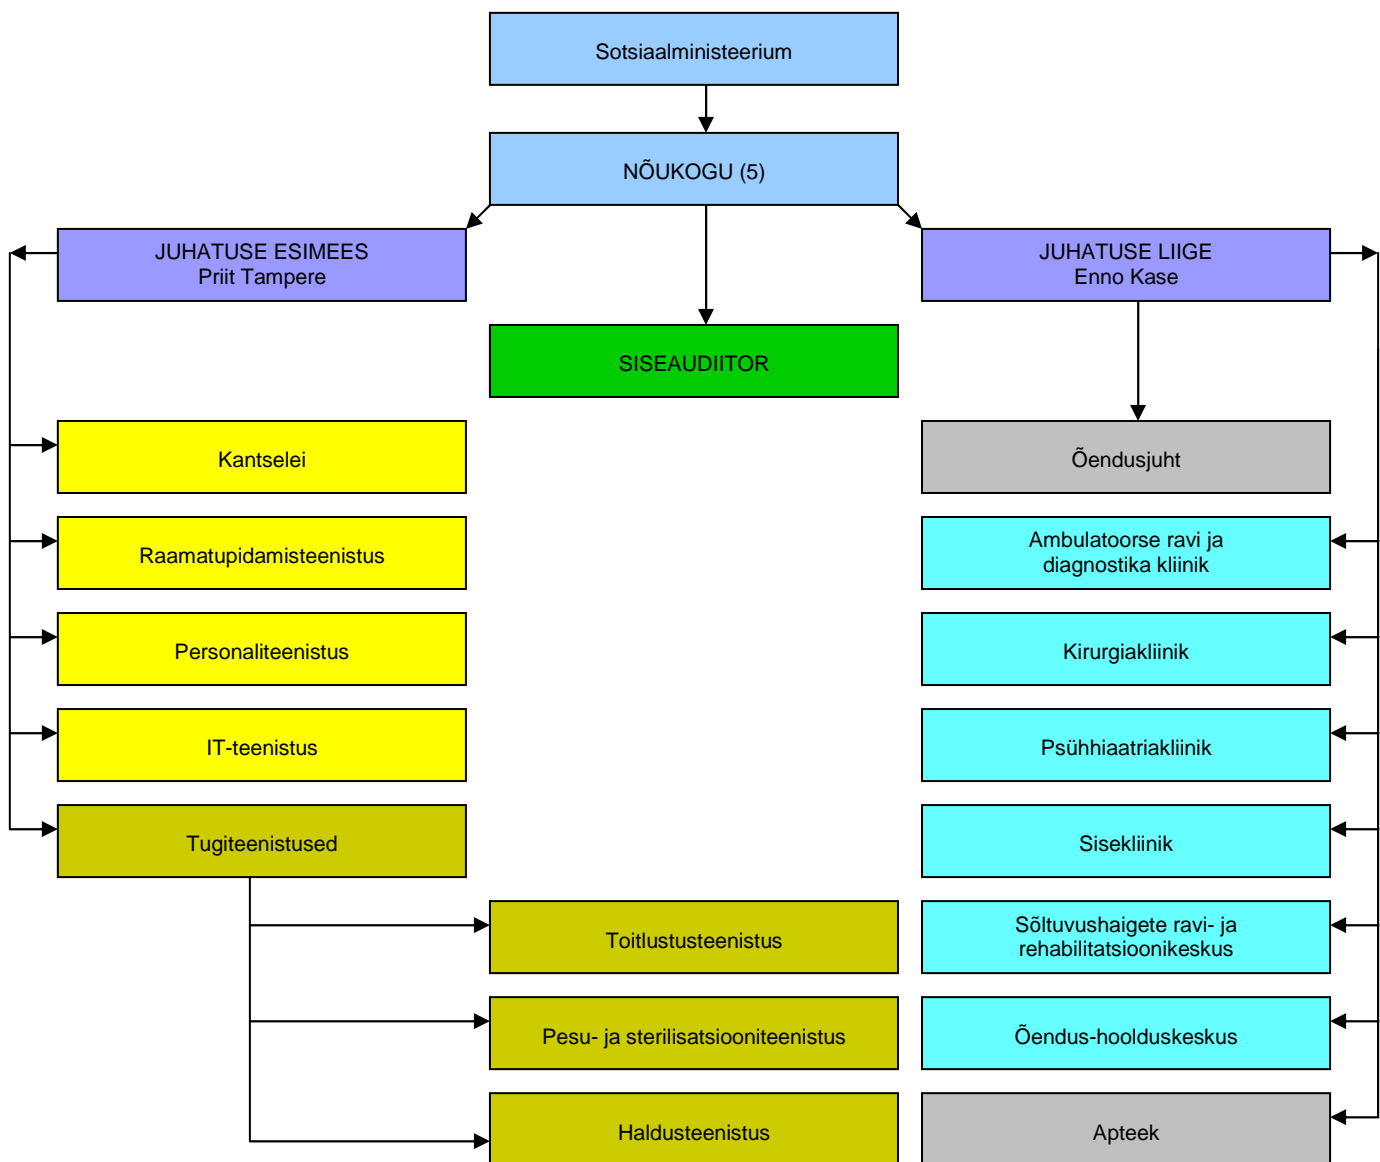 Sotsiaalministeerium
NÕUKOGU (5)
JUHATUSE ESIMEES
Priit Tampere
JUHATUSE LIIGE
Enno Kase
SISEAUDIITOR
Kantselei
Õendusjuht
Raamatupidamisteenistus
Ambulatoorse ravi ja
diagnostika kliinik
Personaliteenistus
Kirurgiakliinik
IT-teenistus
Psühhiaatriakliinik
Tugiteenistused
Sisekliinik
Toitlustusteenistus
Sõltuvushaigete ravi- ja
rehabilitatsioonikeskus
Pesu- ja sterilisatsiooniteenistus
Õendus-hoolduskeskus
Haldusteenistus
Apteek